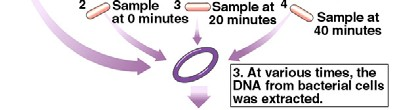 2 Sample
at 0 minutes
3 Sample at
20 minutes
4
Sample at
40 minutes
3. At various times, the
DNA from bacterial cells
was extracted.